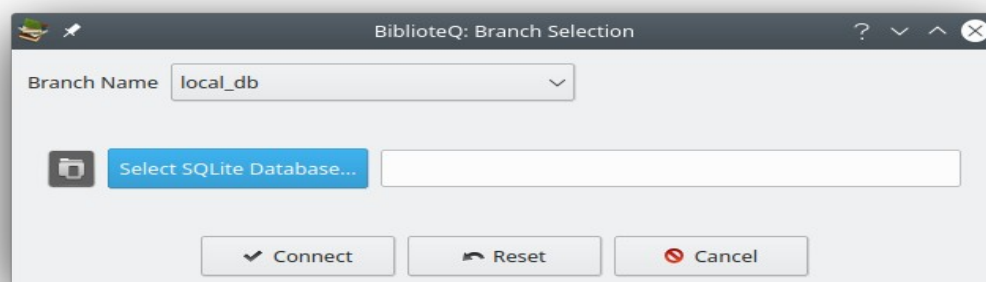 BiblioteQ: Branch Selection
Branch Name local_db
Select SQLite Database...
Connect Reset Cancel